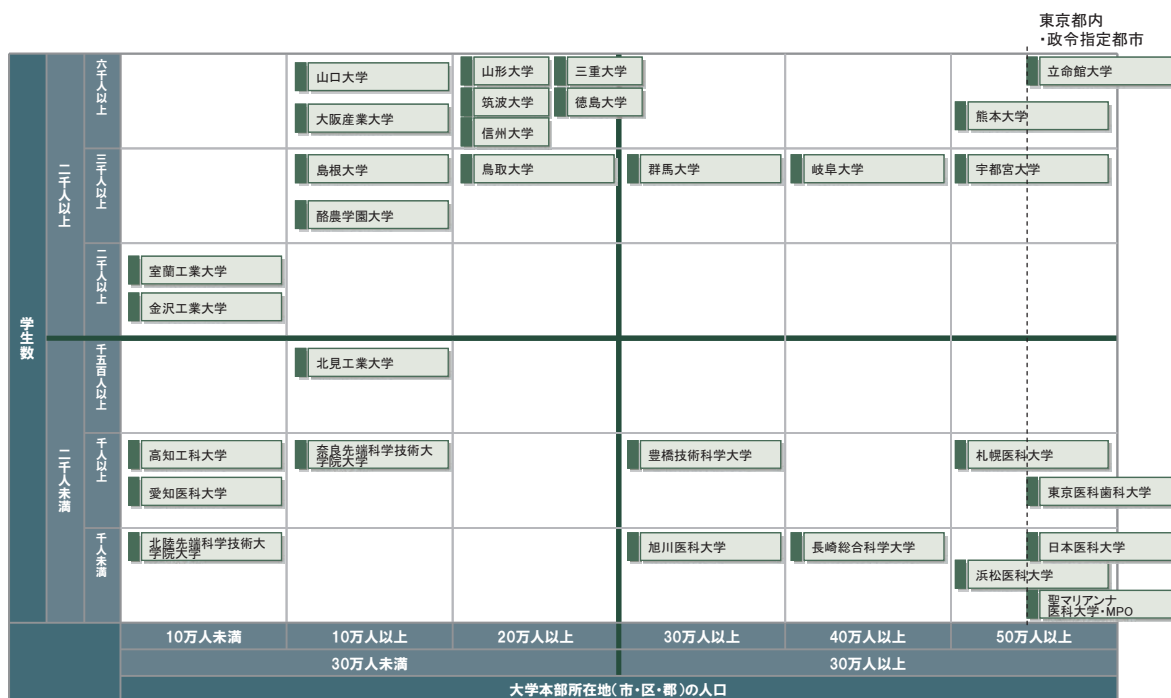 東京都内
・政令指定都市
学生数
二千人以上
六千人以上
山口大学
大阪産業大学
山形大学
三重大学
筑波大学
徳島大学
信州大学
立命館大学
熊本大学
三千人以上
島根大学
酪農学園大学
鳥取大学
群馬大学
岐阜大学
宇都宮大学
二千人以上
室蘭工業大学
金沢工業大学
二千人未満
千五百人以上
北見工業大学
千人以上
高知工科大学
愛知医科大学
奈良先端科学技術大
学院大学
豊橋技術科学大学
札幌医科大学
東京医科歯科大学
千人未満
北陸先端科学技術大
学院大学
旭川医科大学
長崎総合科学大学
日本医科大学
浜松医科大学
聖マリアンナ
医科大学・MPO
10万人未満
10万人以上
20万人以上
30万人以上
40万人以上
50万人以上
30万人未満
30万人以上
大学本部所在地(市・区・郡)の人口